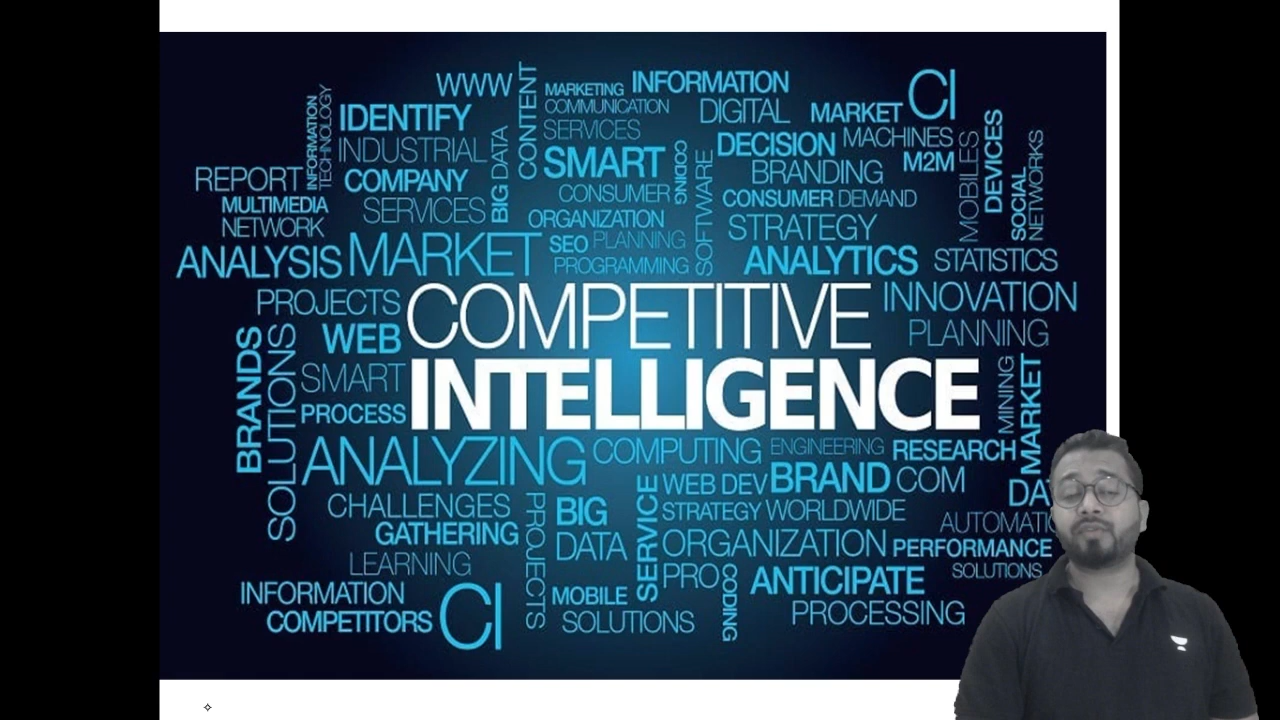 WWW
CONTENT
MARKETING
INFORMATION
CI
COMMUNICATION
DIGITAL
MARKET
INFORMATION
TECHNOLOGY
IDENTIFY
SERVICES
DECISION
MACHINES
DEVICES
INDUSTRIAL
BIG DATA
SMART
CODING
SOFTWARE
BRANDING
M2M
MOBILES
SOCIAL
NETWORKS
REPORT
COMPANY
CONSUMER
CONSUMER DEMAND
MULTIMEDIA
SERVICES
ORGANIZATION
STRATEGY
NETWORK
ANALYSIS
MARKET
SEO PLANNING
PROGRAMMING
ANALYTICS
STATISTICS
PROJECTS
COMPETITIVE
INNOVATION
BRANDS
SOLUTIONS
WEB
PLANNING
SMART
INTELLIGENCE
MINING
MARKET
PROCESS
ANALYZING
COMPUTING
ENGINEERING
RESEARCH
CHALLENGES
PROJECTS
BIG
DATA
SERVICE
WEB DEV
BRAND
COM
STRATEGY
WORLDWIDE
GATHERING
ORGANIZATION
PERFORMANCE
LEARNING
PRO
CODING
ANTICIPATE
SOLUTIONS
INFORMATION
CI
MOBILE
PROCESSING
COMPETITORS
SOLUTIONS